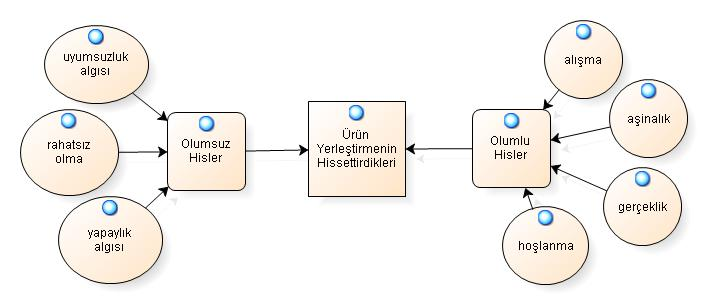 uyumsuzluk
algısı
rahatsız
olma
yapaylık
algısı
Olumsuz
Hisler
Ürün
Yerleştirmenin
Hissettirdikleri
Olumlu
Hisler
alışma
aşinalık
gerçeklik
hoşlanma